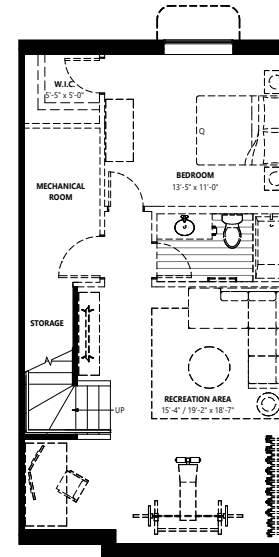 W.I.C.
5'-5" x 5'-0"
Q
BEDROOM
13'-5" x 11'-0"
MECHANICAL
ROOM
STORAGE
RECREATION AREA
15'-4" / 19'-2" x 18'-7"
UP